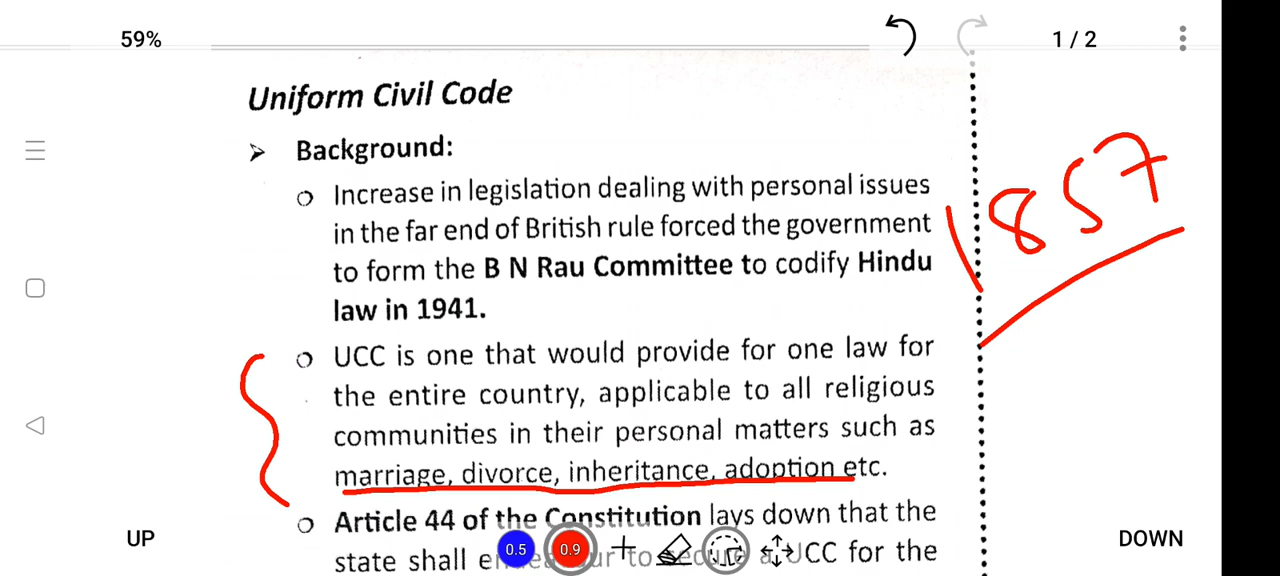 59%
1 / 2
Uniform Civil Code
Background:
Increase in legislation dealing with personal issues
in the far end of British rule forced the government
to form the B N Rau Committee to codify Hindu
law in 1941.
1857
UCC is one that would provide for one law for
the entire country, applicable to all religious
communities in their personal matters such as
marriage, divorce, inheritance, adoption etc.
Article 44 of the Constitution lays down that the
state shall to UCC for the
UP
0.5
0.9
DOWN